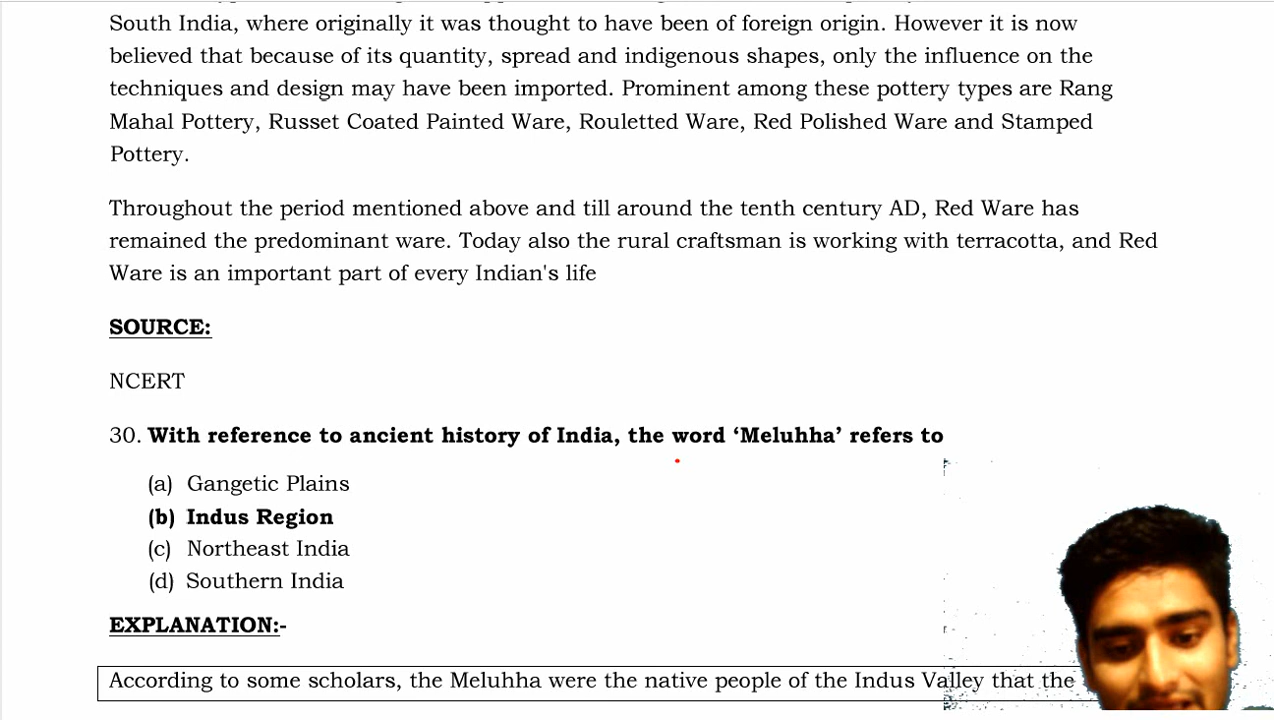 South India, where originally it was thought to have been of foreign origin. However it is now
believed that because of its quantity, spread and indigenous shapes, only the influence on the
techniques and design may have been imported. Prominent among these pottery types are Rang
Mahal Pottery, Russet Coated Painted Ware, Rouletted Ware, Red Polished Ware and Stamped
Pottery.
Throughout the period mentioned above and till around the tenth century AD, Red Ware has
remained the predominant ware. Today also the rural craftsman is working with terracotta, and Red
Ware is an important part of every Indian's life
SOURCE:
NCERT
30. With reference to ancient history of India, the word ‘Meluhha’ refers to
(a) Gangetic Plains
(b) Indus Region
(c) Northeast India
(d) Southern India
EXPLANATION:-
According to some scholars, the Meluhha were the native people of the Indus Valley that the